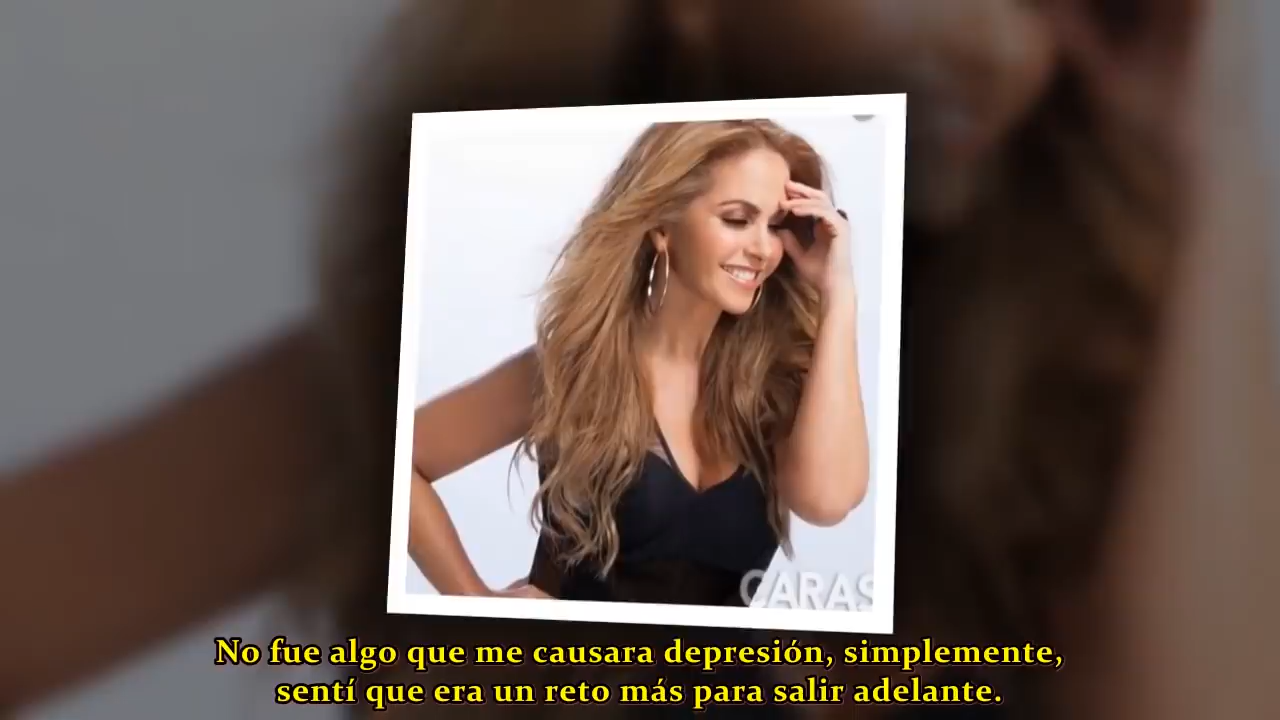 CARAS
No fue algo que me causara depresión, simplemente,
sentí que era un reto más para salir adelante.